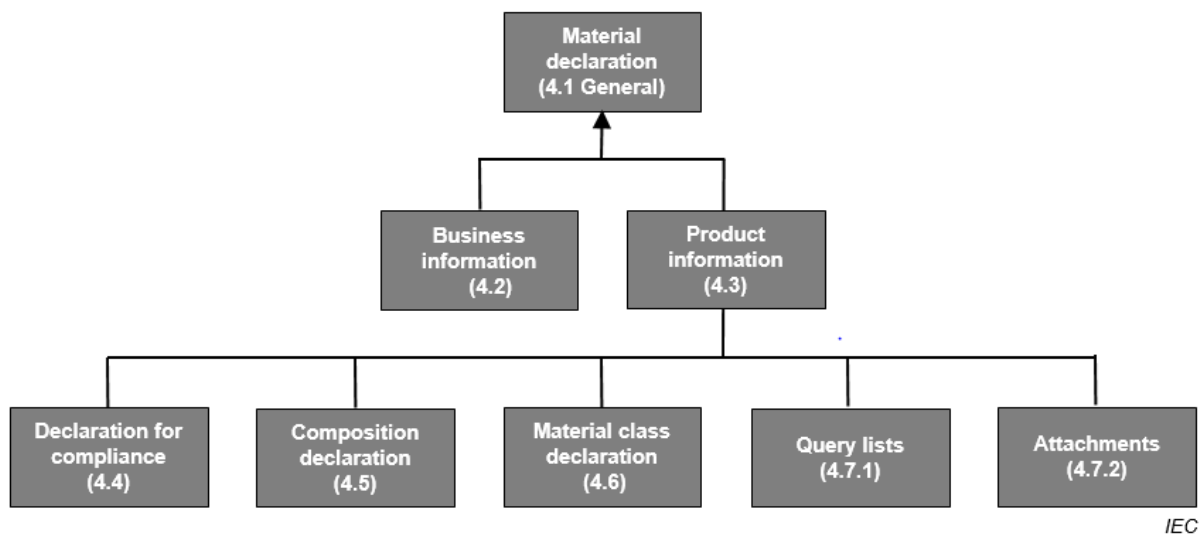 Material
declaration
(4.1 General)
Business
information
(4.2)
Product
information
(4.3)
Declaration for
compliance
(4.4)
Composition
declaration
(4.5)
Material class
declaration
(4.6)
Query lists
(4.7.1)
Attachments
(4.7.2)
IEC